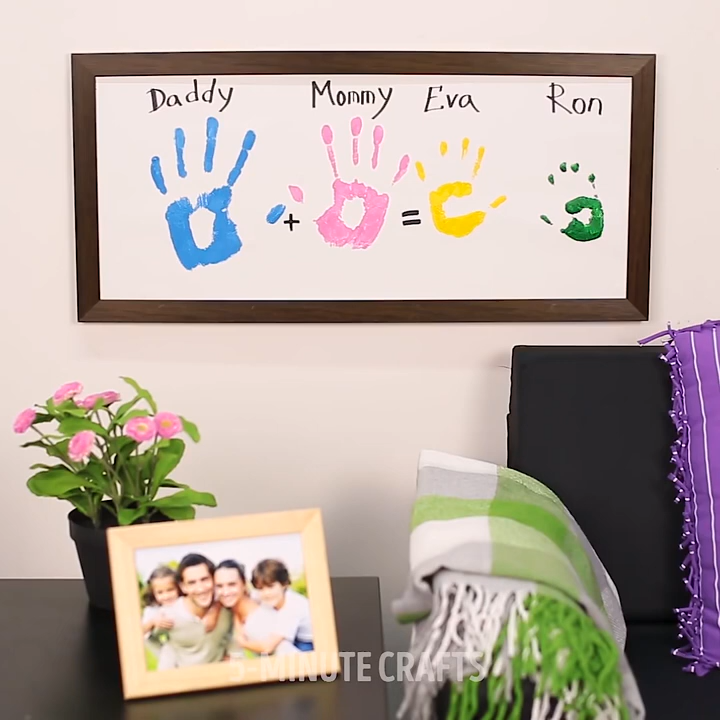 Daddy Mommy Eva Ron
+ =
5-MINUTE CRAFTS